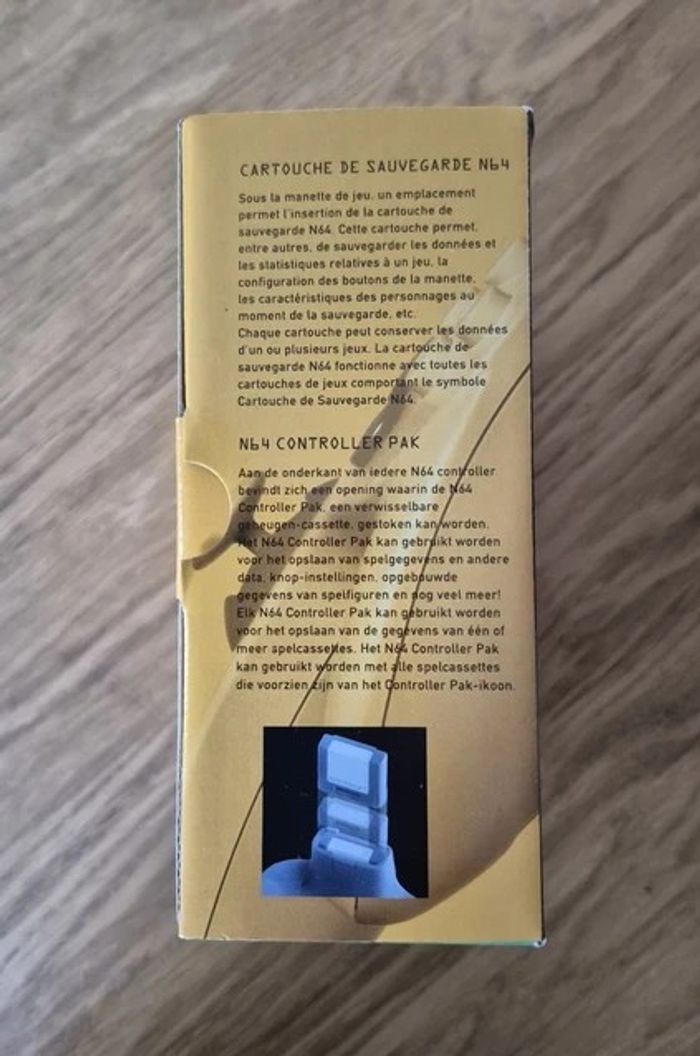 CARTOUCHE DE SAUVEGARDE N64
Sous la manette de jeu, un emplacement
permet l'insertion de la cartouche de
sauvegarde N64. Cette cartouche permet,
entre autres, de sauvegarder les données et
les statistiques relatives à un jeu, la
configuration des boutons de la manette,
les caractéristiques des personnages au
moment de la sauvegarde, etc.
Chaque cartouche peut conserver les données
d'un ou plusieurs jeux. La cartouche de
sauvegarde N64 fonctionne avec toutes les
cartouches de jeux comportant le symbole
Cartouche de Sauvegarde N64.
N64 CONTROLLER PAK
Aan de onderkant van iedere N64 controller
bevindt zich een opening waarin de N64
Controller Pak, een verwisselbare
geheugen-cassette, gestoken kan worden.
Het N64 Controller Pak kan gebruikt worden
voor het opslaan van spelgegevens en andere
data, knop-instellingen, opgebouwde
gegevens van spelfiguren en nog veel meer!
Elk N64 Controller Pak kan gebruikt worden
voor het opslaan van de gegevens van één of
meer spelcassettes. Het N64 Controller Pak
kan gebruikt worden met alle spelcassettes
die voorzien zijn van het Controller Pak-ikoon.